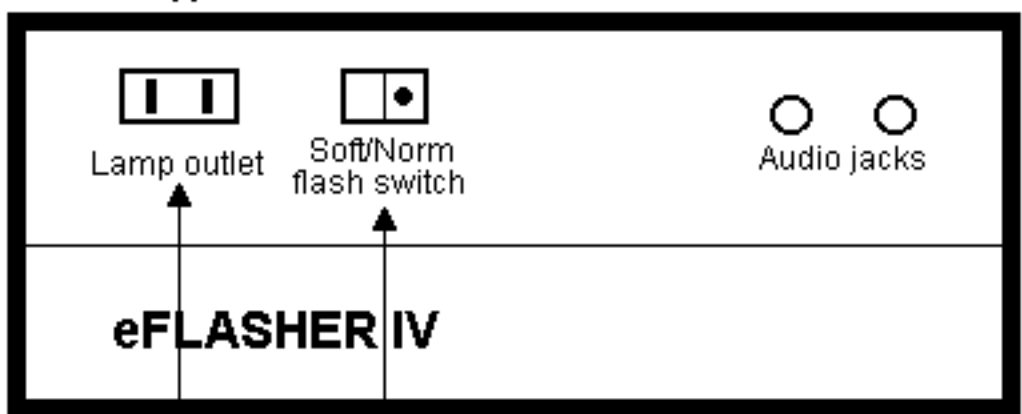 Lamp outlet
Soft/Norm
flash switch
Audio jacks
eFLASHER IV